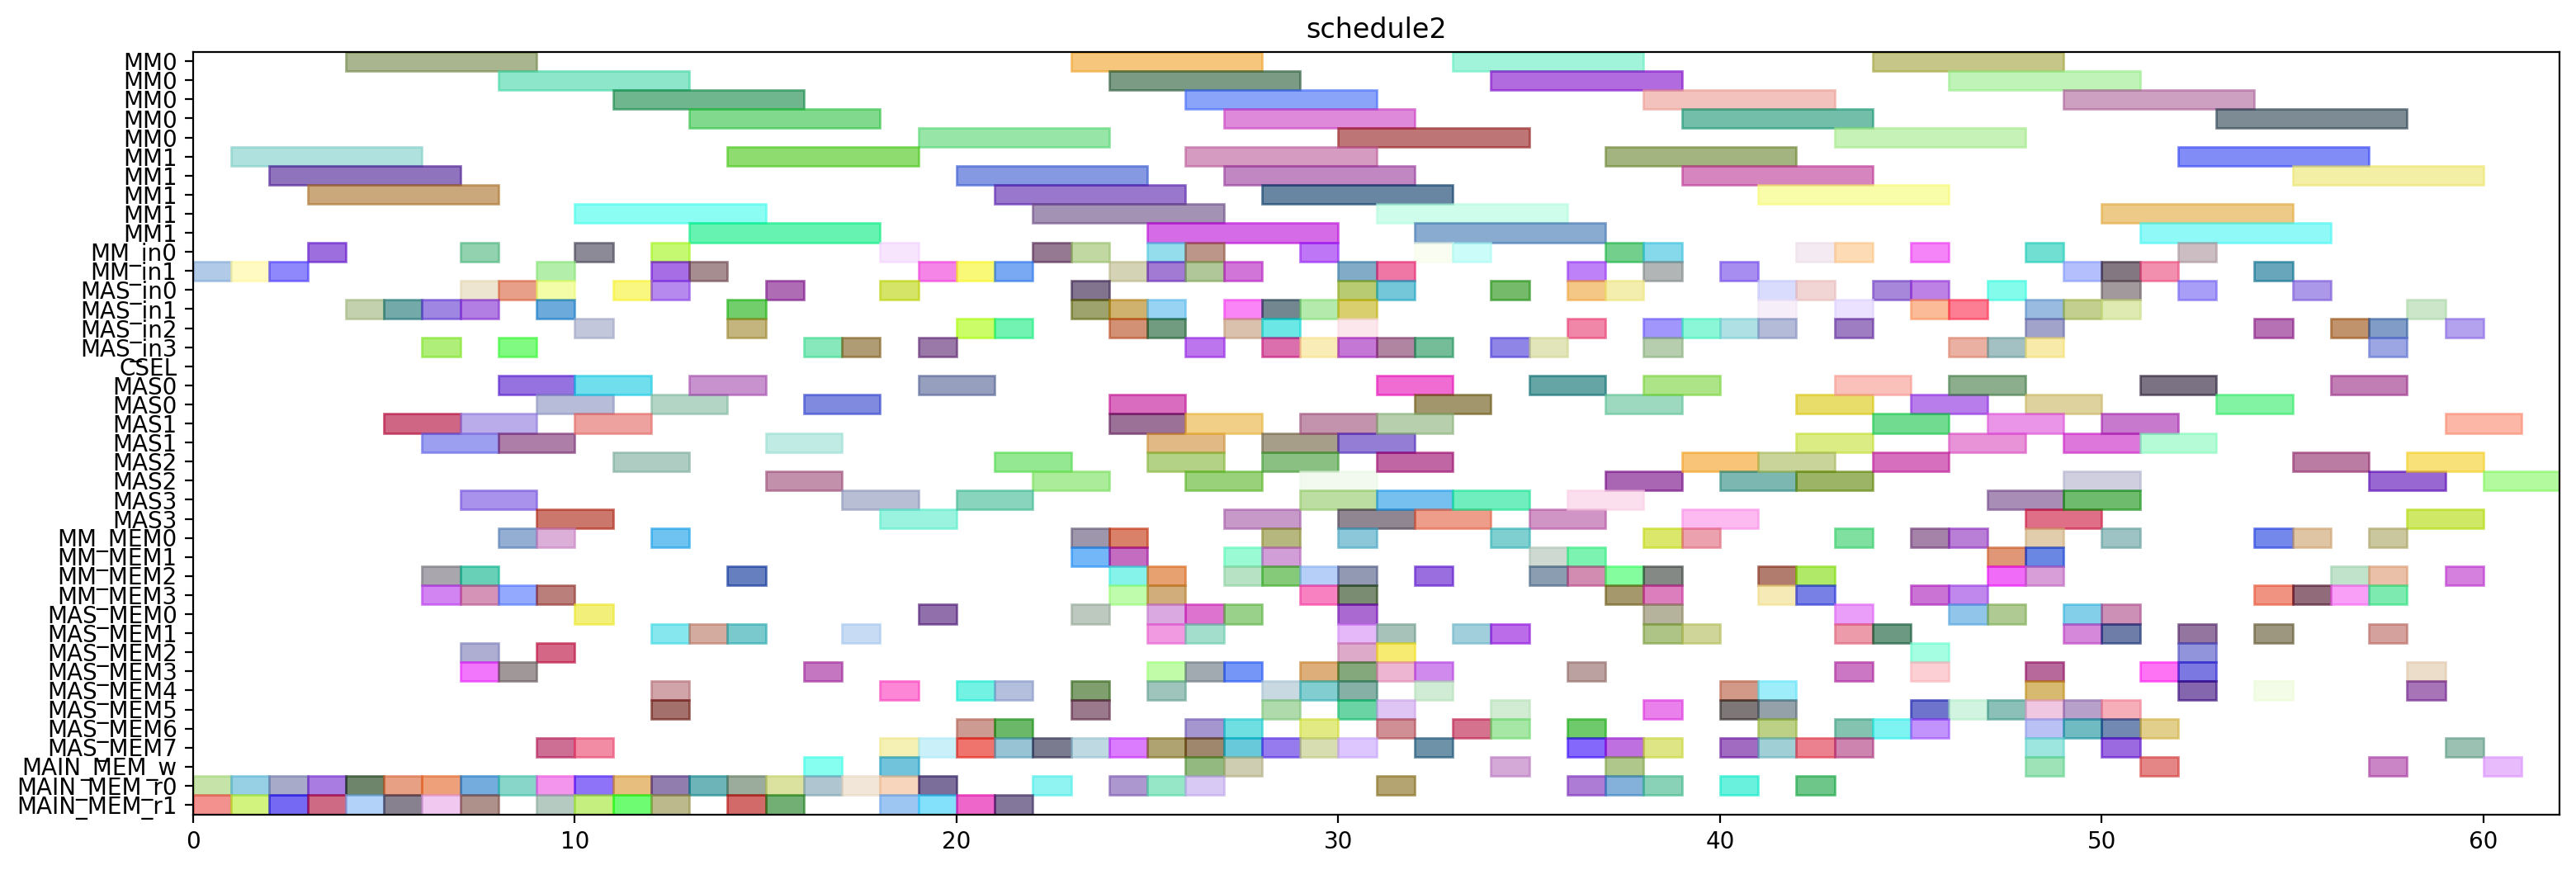 schedule2
MM0
MM0
MM0
MM0
MM0
MM1
MM1
MM1
MM1
MM1
MM_in0
MM_in1
MAS_in0
MAS_in1
MAS_in2
MAS_in3
CSEL
MAS0
MAS0
MAS1
MAS1
MAS2
MAS2
MAS3
MAS3
MM_MEM0
MM_MEM1
MM_MEM2
MM_MEM3
MAS_MEM0
MAS_MEM1
MAS_MEM2
MAS_MEM3
MAS_MEM4
MAS_MEM5
MAS_MEM6
MAS_MEM7
MAIN_MEM_w
MAIN_MEM_r0
MAIN_MEM_r1
0 10 20 30 40 50 60